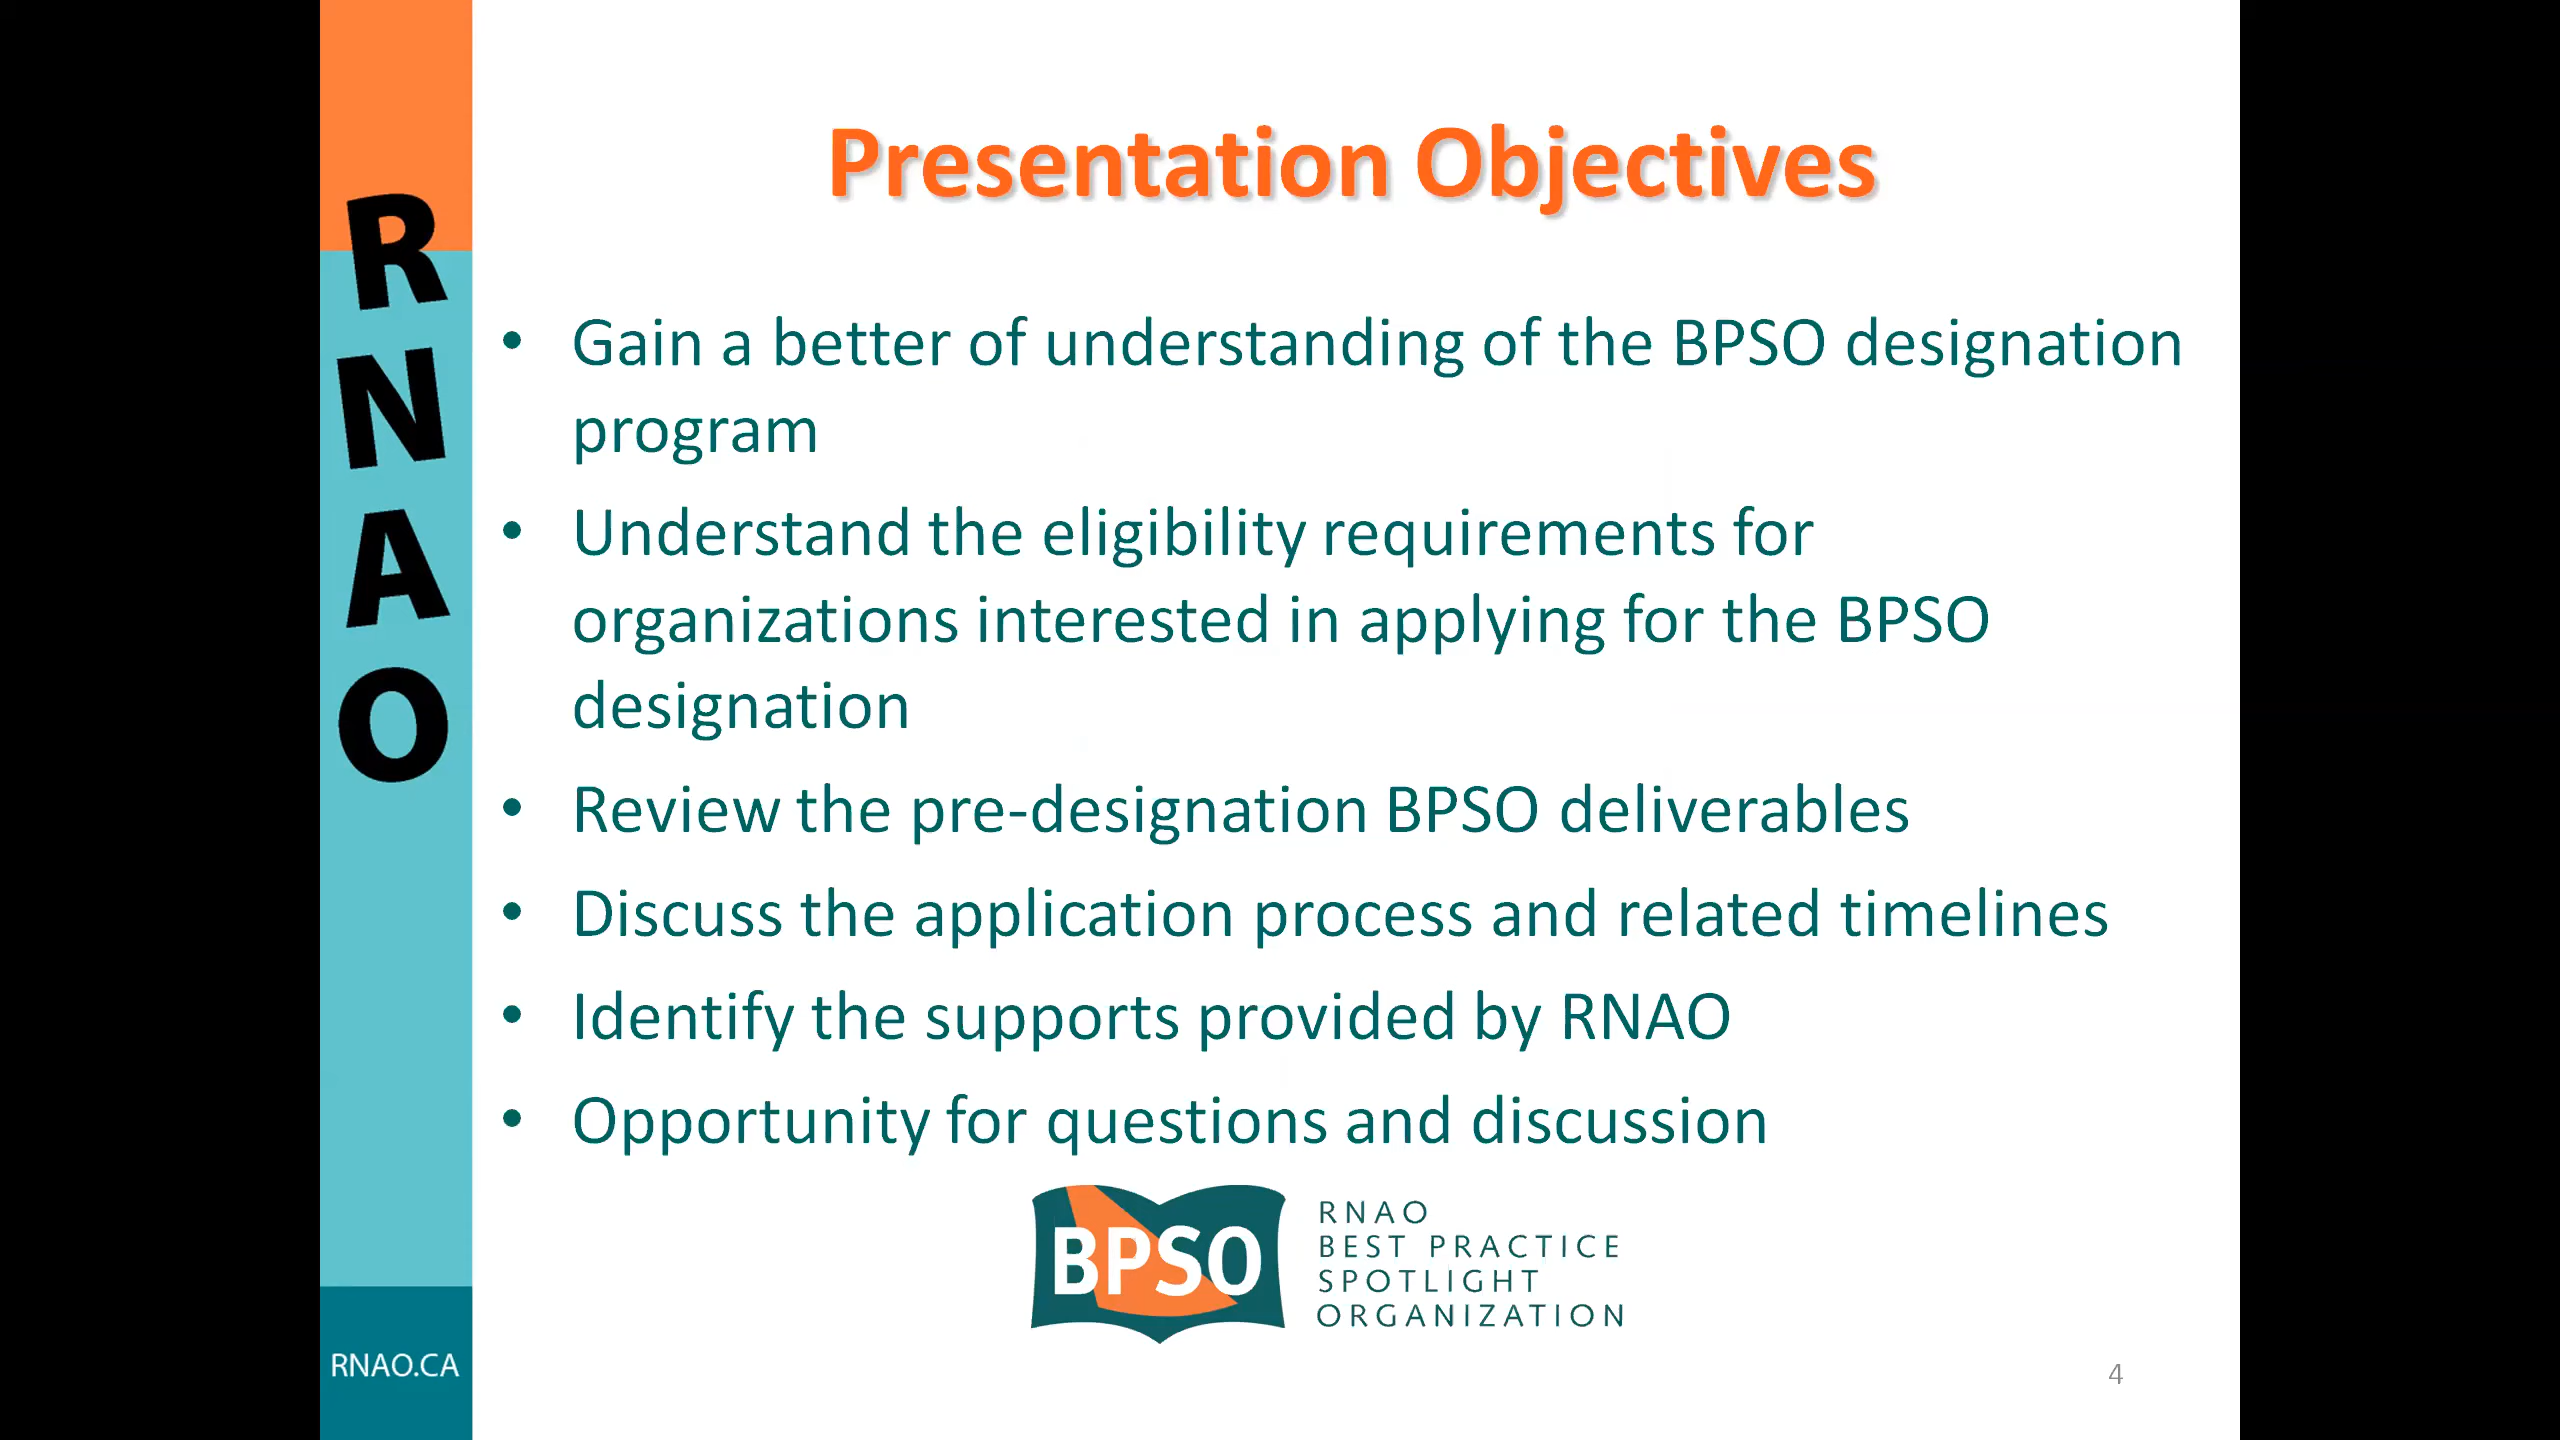 Presentation Objectives
R
N
A
O
• Gain a better of understanding of the BPSO designation
program
• Understand the eligibility requirements for
organizations interested in applying for the BPSO
designation
• Review the pre-designation BPSO deliverables
• Discuss the application process and related timelines
• Identify the supports provided by RNAO
• Opportunity for questions and discussion
BPSO
RNAO
BEST PRACTICE
SPOTLIGHT
ORGANIZATION
RNAO.CA
4